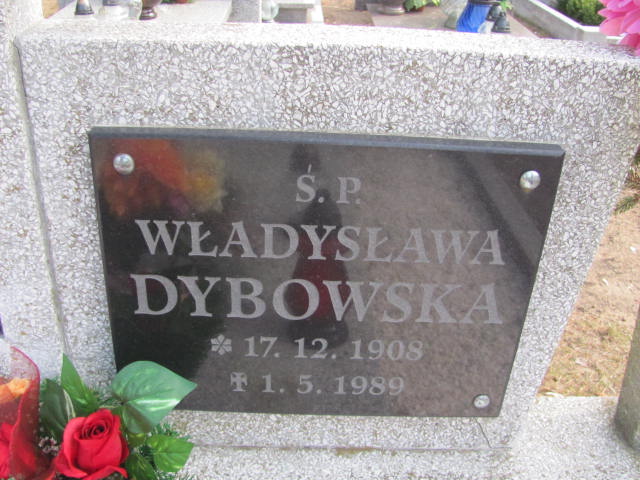 Ś. P.
WŁADYSŁAWA
DYBOWSKA
✽ 17. 12. 1908
✠ 1. 5. 1989